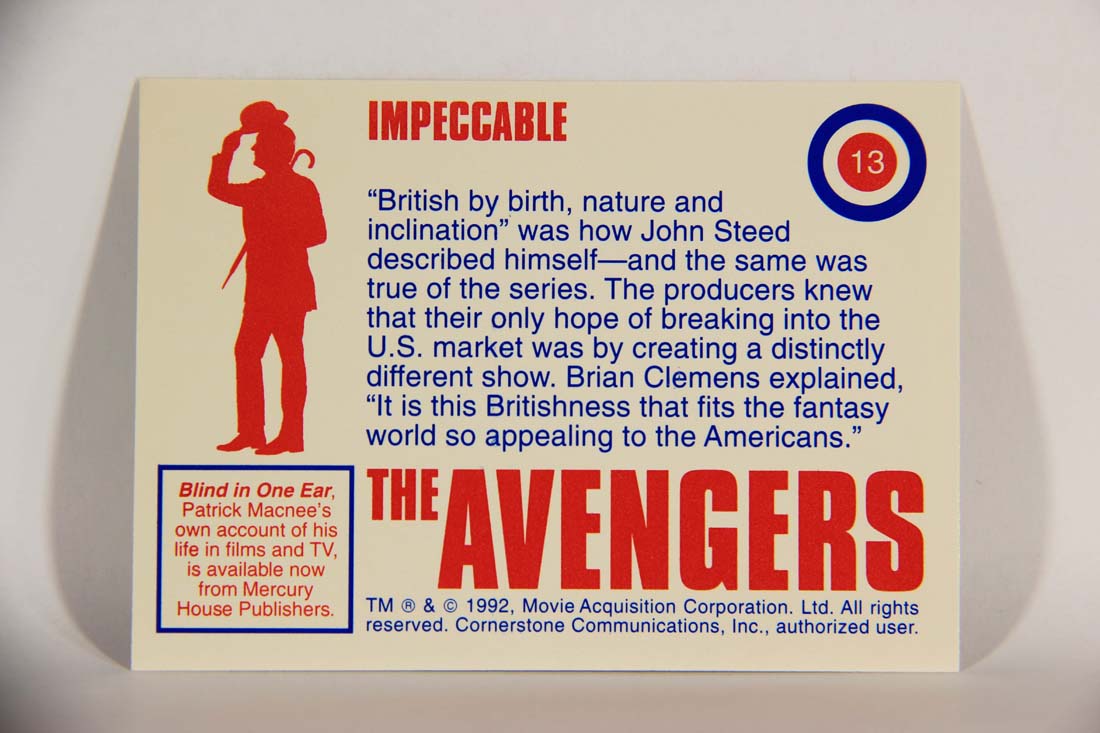 IMPECCABLE
13
“British by birth, nature and
inclination” was how John Steed
described himself—and the same was
true of the series. The producers knew
that their only hope of breaking into the
U.S. market was by creating a distinctly
different show. Brian Clemens explained,
“It is this Britishness that fits the fantasy
world so appealing to the Americans.”
Blind in One Ear,
Patrick Macnee’s
own account of his
life in films and TV,
is available now
from Mercury
House Publishers.
THE AVENGERS
TM ® & © 1992, Movie Acquisition Corporation. Ltd. All rights
reserved. Cornerstone Communications, Inc., authorized user.